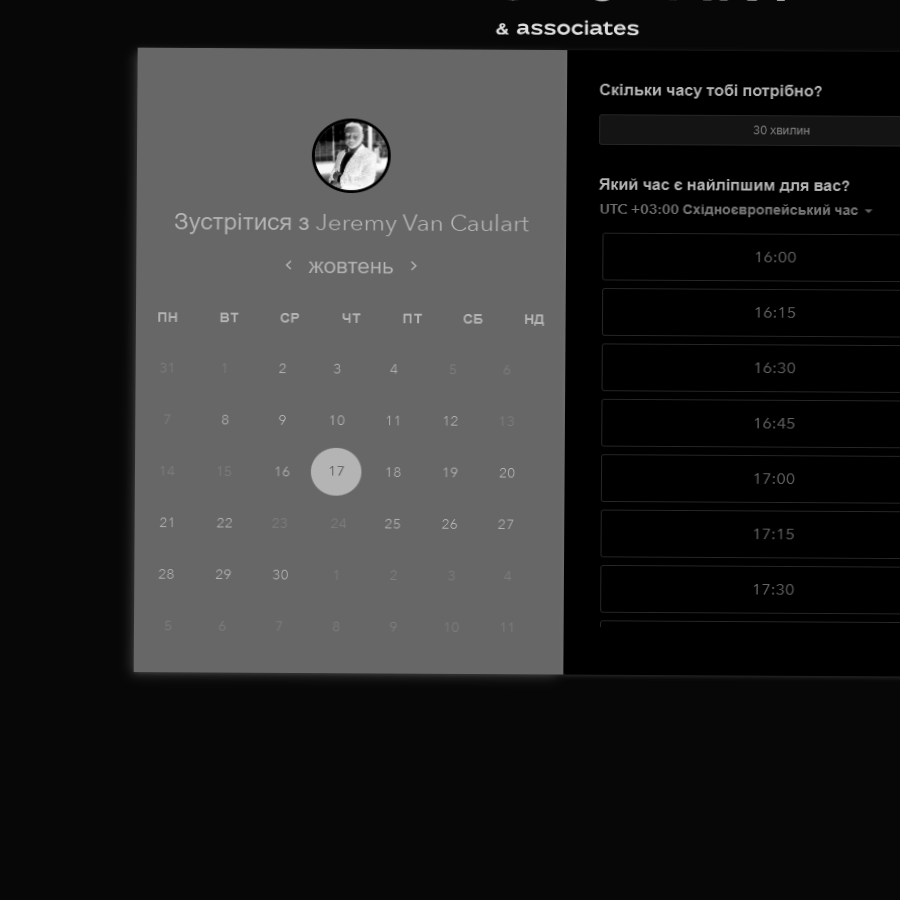 & associates
Зустрітися з Jeremy Van Caulart
< жовтень >
ПН ВТ СР ЧТ ПТ СБ НД
31 1 2 3 4 5 6
7 8 9 10 11 12 13
14 15 16 17 18 19 20
21 22 23 24 25 26 27
28 29 30 1 2 3 4
5 6 7 8 9 10 11
Скільки часу тобі потрібно?
30 хвилин
Який час є найліпшим для вас?
UTC +03:00 Східноєвропейський час
16:00
16:15
16:30
16:45
17:00
17:15
17:30